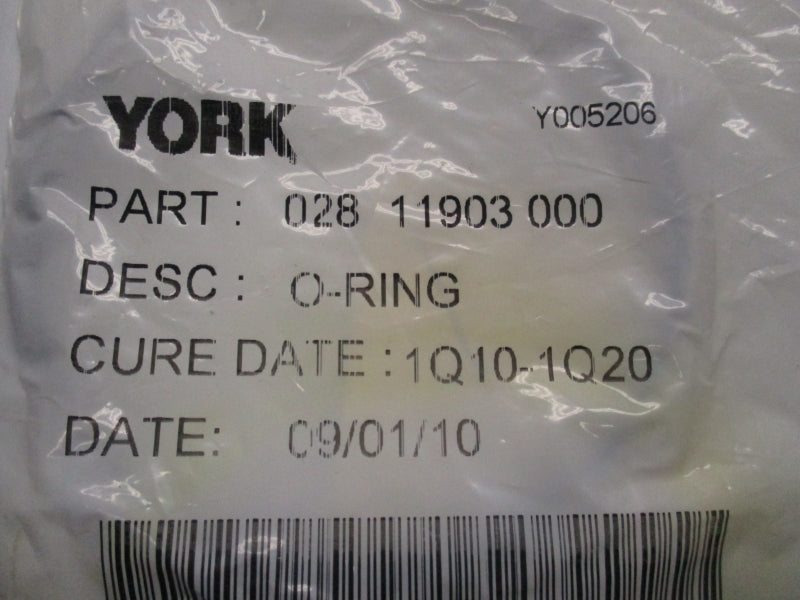 YORK Y005206
PART : 028 11903 000
DESC : O-RING
CURE DATE : 1Q10-1Q20
DATE: 09/01/10